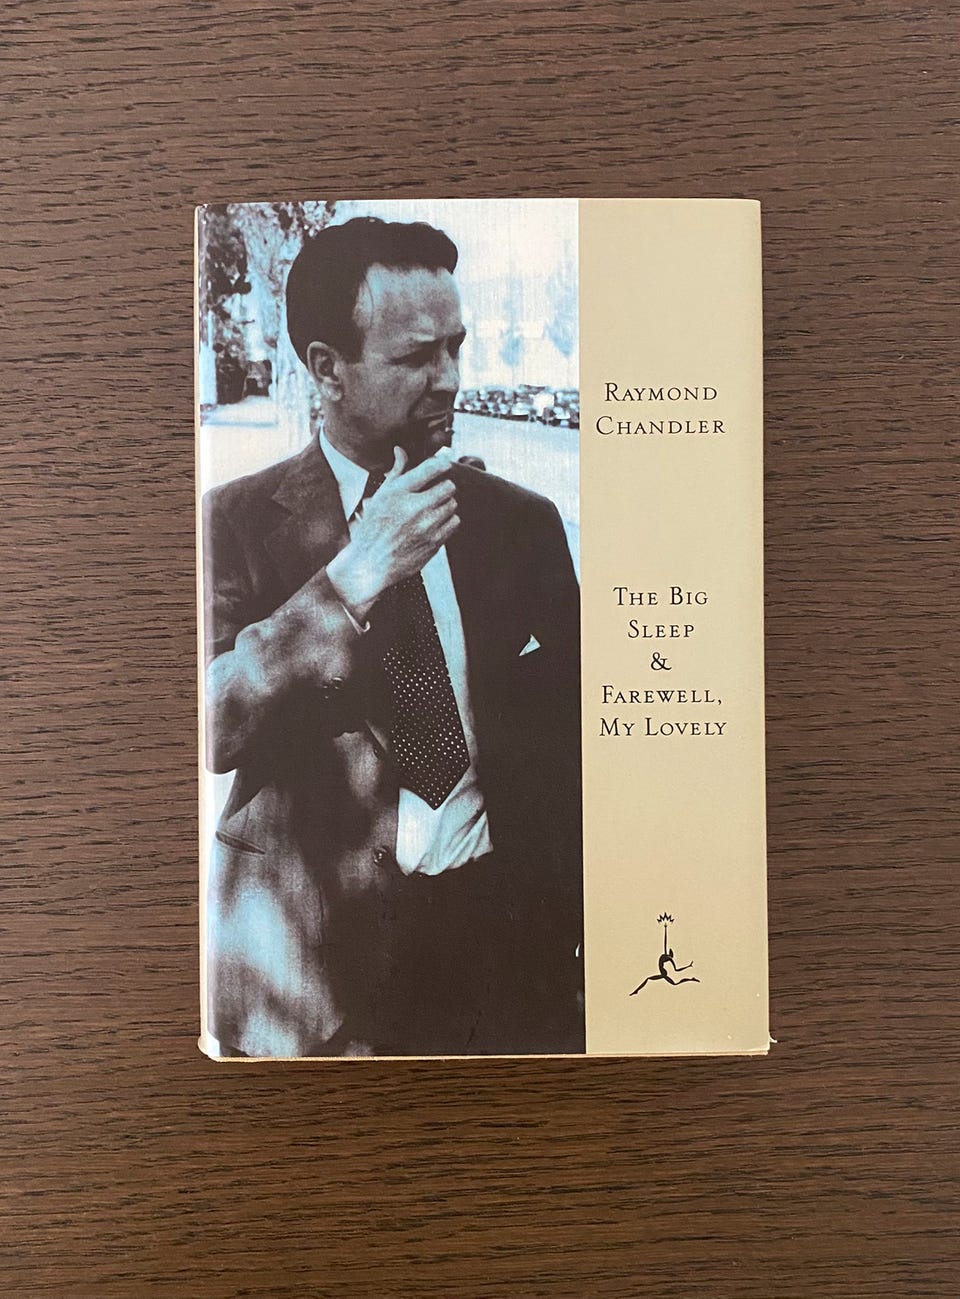 RAYMOND
CHANDLER
THE BIG
SLEEP
&
FAREWELL,
MY LOVELY